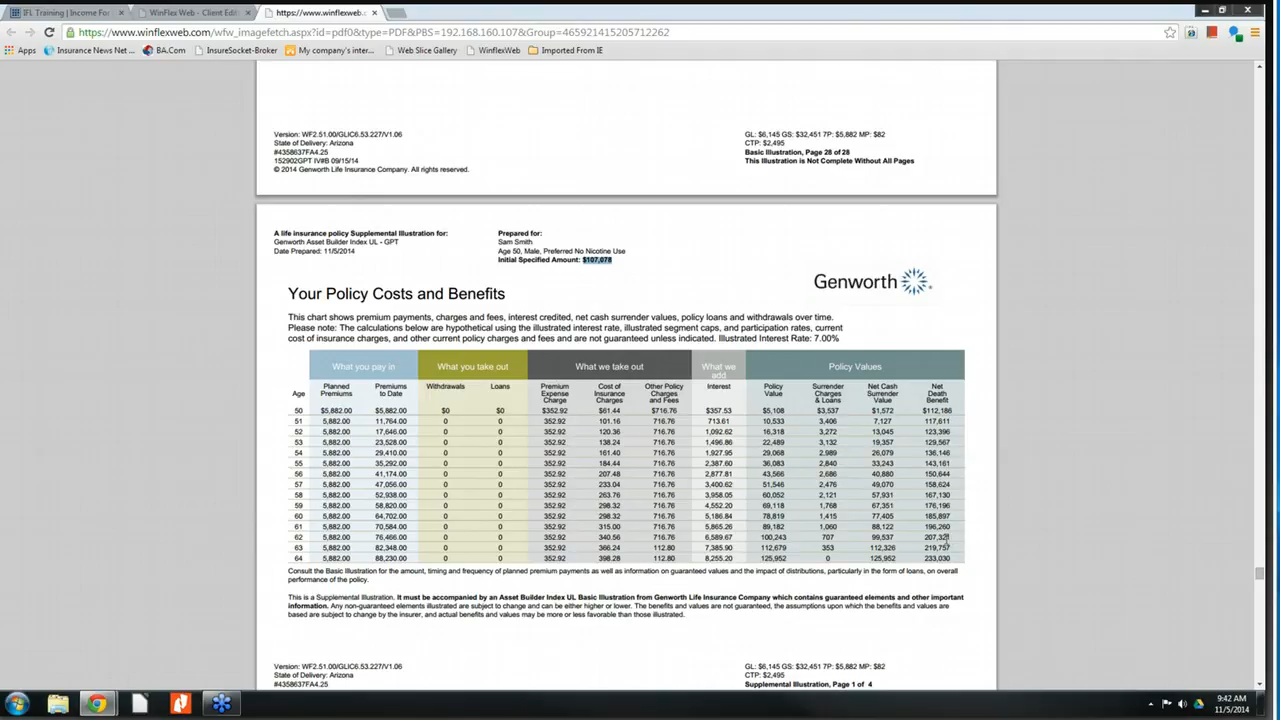 IFL Training | Income For
WinFlex Web - Client Edit
https://www.winflexweb.
https://www.winflexweb.com/wfw_imagefetch.aspx?id=pdf0&type=PDF&PBS=192.168.160.107&Group=465921415205712262
Apps Insurance News Net ... BA.Com InsureSocket-Broker My company's inter... Web Slice Gallery WinflexWeb Imported From IE
Version: WF2.51.00/GLIC6.53.227/V1.06
State of Delivery: Arizona
#4358637FA4.25
152902GPT IV#B 09/15/14
© 2014 Genworth Life Insurance Company. All rights reserved.
GL: $6,145 GS: $32,451 7P: $5,882 MP: $82
CTP: $2,495
Basic Illustration, Page 28 of 28
This Illustration is Not Complete Without All Pages
A life insurance policy Supplemental Illustration for:
Genworth Asset Builder Index UL - GPT
Date Prepared: 11/5/2014
Prepared for:
Sam Smith
Age 50, Male, Preferred No Nicotine Use
Initial Specified Amount: $107,078
Genworth
Your Policy Costs and Benefits
This chart shows premium payments, charges and fees, interest credited, net cash surrender values, policy loans and withdrawals over time.
Please note: The calculations below are hypothetical using the illustrated interest rate, illustrated segment caps, and participation rates, current
cost of insurance charges, and other current policy charges and fees and are not guaranteed unless indicated. Illustrated Interest Rate: 7.00%
What you pay in What you take out What we take out What we add Policy Values
Age Planned Premiums Premiums to Date Withdrawals Loans Premium Expense Charge Cost of Insurance Charges Other Policy Charges and Fees Interest Policy Value Surrender Charges & Loans Net Cash Surrender Value Net Death Benefit
50 $5,882.00 $5,882.00 $0 $0 $352.92 $61.44 $716.76 $357.53 $5,108 $3,537 $1,572 $112,186
51 5,882.00 11,764.00 0 0 352.92 101.16 716.76 713.61 10,533 3,406 7,127 117,611
52 5,882.00 17,646.00 0 0 352.92 120.36 716.76 1,092.62 16,318 3,272 13,045 123,396
53 5,882.00 23,528.00 0 0 352.92 138.24 716.76 1,496.86 22,489 3,132 19,357 129,567
54 5,882.00 29,410.00 0 0 352.92 161.40 716.76 1,927.95 29,068 2,989 26,079 136,146
55 5,882.00 35,292.00 0 0 352.92 184.44 716.76 2,387.60 36,083 2,840 33,243 143,161
56 5,882.00 41,174.00 0 0 352.92 207.48 716.76 2,877.81 43,566 2,686 40,880 150,644
57 5,882.00 47,056.00 0 0 352.92 233.04 716.76 3,400.62 51,546 2,476 49,070 158,624
58 5,882.00 52,938.00 0 0 352.92 263.76 716.76 3,958.05 60,052 2,121 57,931 167,130
59 5,882.00 58,820.00 0 0 352.92 298.32 716.76 4,552.20 69,118 1,768 67,351 176,196
60 5,882.00 64,702.00 0 0 352.92 298.32 716.76 5,186.84 78,819 1,415 77,405 185,897
61 5,882.00 70,584.00 0 0 352.92 315.00 716.76 5,865.26 89,182 1,060 88,122 196,260
62 5,882.00 76,466.00 0 0 352.92 340.56 716.76 6,589.67 100,243 707 99,537 207,321
63 5,882.00 82,348.00 0 0 352.92 366.24 112.80 7,385.90 112,679 353 112,326 219,757
64 5,882.00 88,230.00 0 0 352.92 398.28 112.80 8,255.20 125,952 0 125,952 233,030
Consult the Basic Illustration for the amount, timing and frequency of planned premium payments as well as information on guaranteed values and the impact of distributions, particularly in the form of loans, on overall
performance of the policy.
This is a Supplemental Illustration. It must be accompanied by an Asset Builder Index UL Basic Illustration from Genworth Life Insurance Company which contains guaranteed elements and other important
information. Any non-guaranteed elements illustrated are subject to change and can be either higher or lower. The benefits and values are not guaranteed, the assumptions upon which the benefits and values are
based are subject to change by the insurer, and actual benefits and values may be more or less favorable than those illustrated.
Version: WF2.51.00/GLIC6.53.227/V1.06
State of Delivery: Arizona
#4358637FA4.25
GL: $6,145 GS: $32,451 7P: $5,882 MP: $82
CTP: $2,495
Supplemental Illustration, Page 1 of 4
9:42 AM
11/5/2014